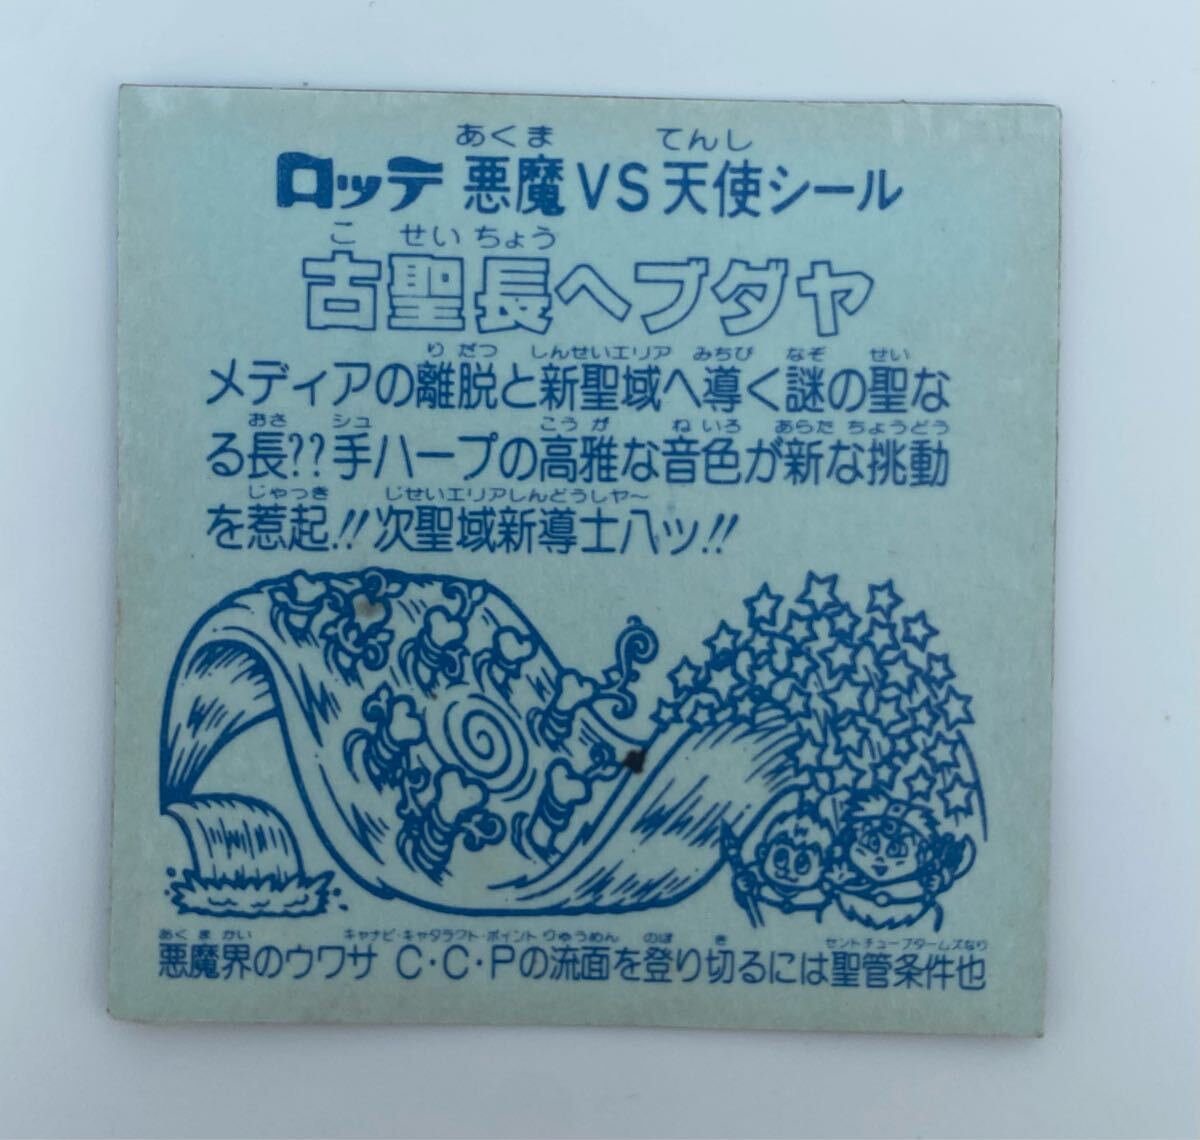 あくま てんし
ロッテ 悪魔VS天使シール
こ せい ちょう
古聖長ヘブダヤ
り だつ しんせいエリア みちび なぞ せい
メディアの離脱と新聖域へ導く謎の聖な
おさ シュ こう が ね いろ あらた ちょうどう
る長??手ハープの高雅な音色が新な挑動
じゃっき じせいエリアしんどうしヤ〜
を惹起!!次聖域新導士八ッ!!
あく ま かい キャナビ・キャタラクト・ポイント りゅうめん のぼ き セントチューブタームズなり
悪魔界のウワサ C・C・Pの流面を登り切るには聖管条件也